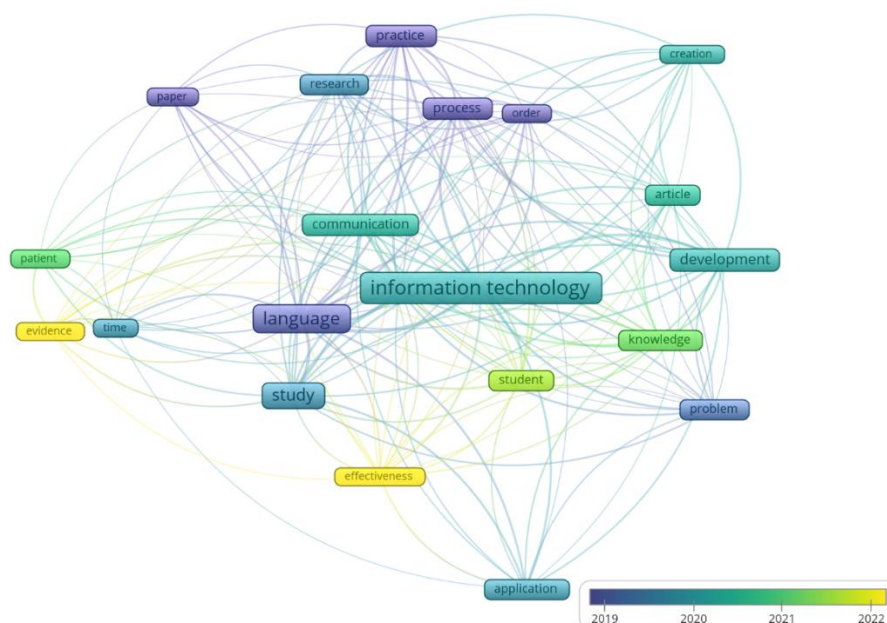 practice
creation
research
paper
process
order
article
communication
development
patient
information technology
language
time
evidence
knowledge
student
study
problem
effectiveness
application
2019
2020
2021
2022